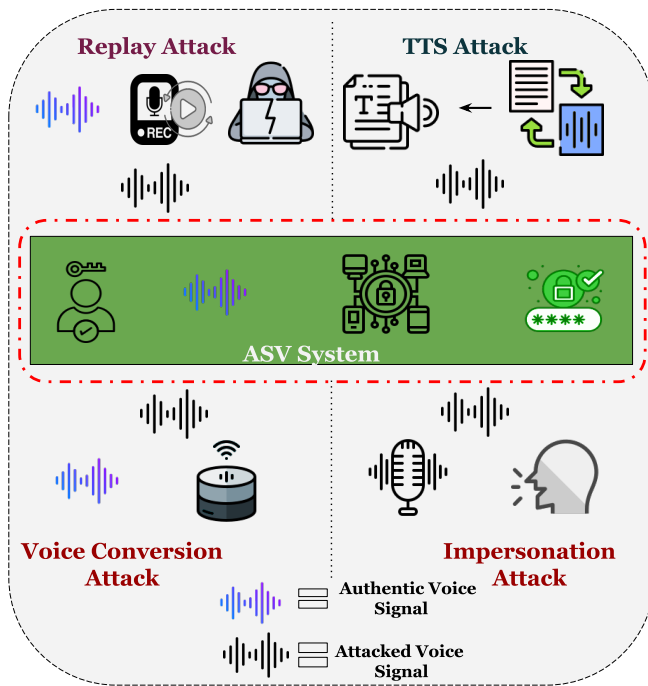 Replay Attack
TTS Attack
REC
T
ASV System
****
Voice Conversion
Attack
Impersonation
Attack
Authentic Voice
Signal
Attacked Voice
Signal